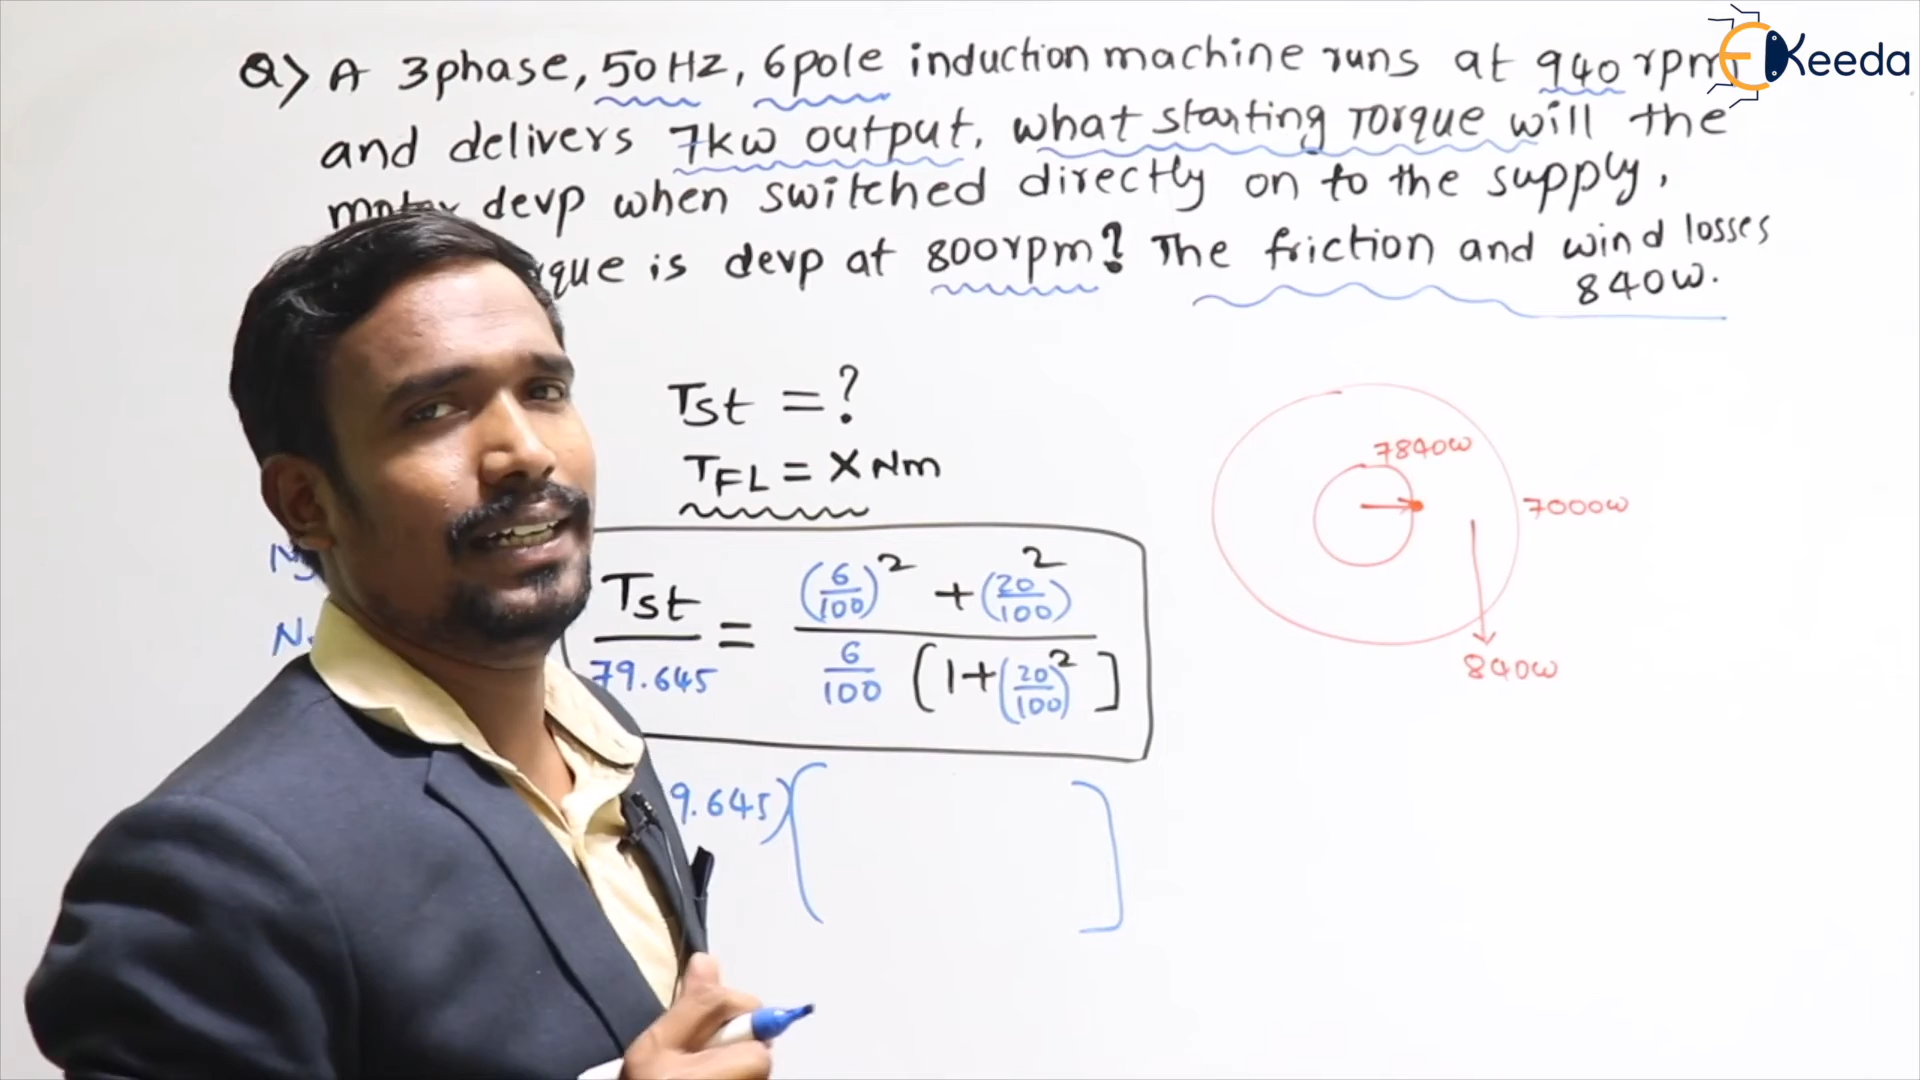 Q> A 3phase, 50Hz, 6pole induction machine runs at 940 rpm
and delivers 7kw output, what starting Torque will the
motor devp when switched directly on to the supply,
que is devp at 800rpm? The friction and wind losses
840w.
Keeda
Tst = ?
TFL = X Nm
Tst/79.645 = ((6/100)² + (20/100)²) / (6/100 [1+(20/100)²])
9.645)( ]
7840w
7000w
840w
N
N